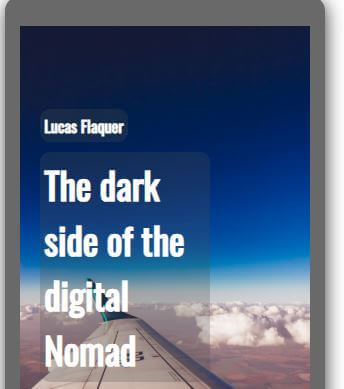 Lucas Flaquer
The dark
side of the
digital
Nomad